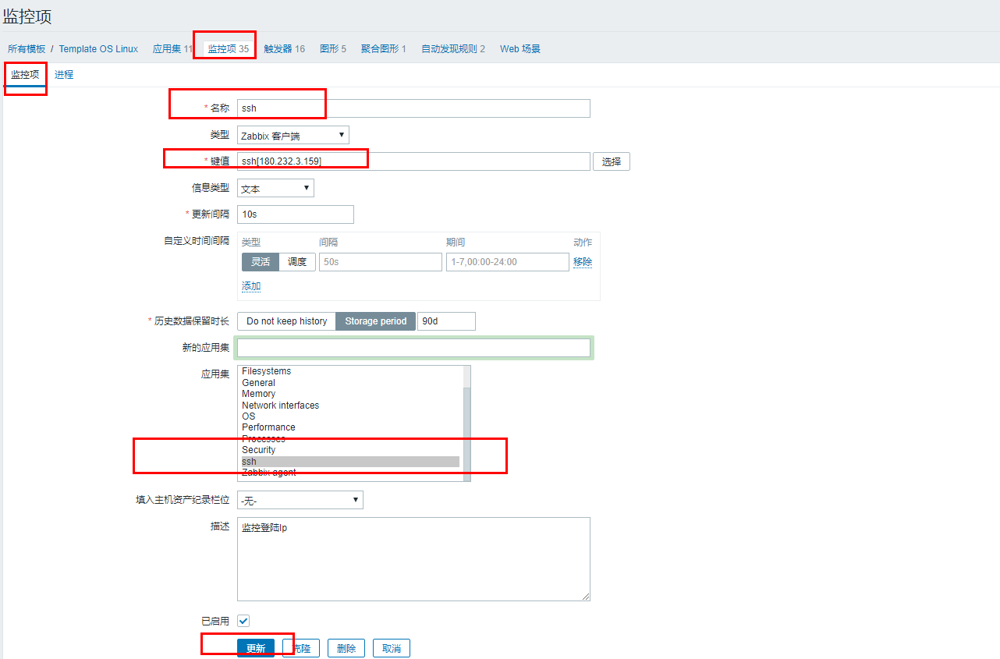 监控项
所有模板 / Template OS Linux 应用集 11 监控项 35 触发器 16 图形 5 聚合图形 1 自动发现规则 2 Web 场景
监控项 进程
* 名称 ssh
类型 Zabbix 客户端
* 键值 ssh[180.232.3.159] 选择
信息类型 文本
* 更新间隔 10s
自定义时间间隔 类型 间隔 期间 动作
灵活 调度 50s 1-7,00:00-24:00 移除
添加
* 历史数据保留时长 Do not keep history Storage period 90d
新的应用集
应用集 Filesystems
General
Memory
Network interfaces
OS
Performance
Processes
Security
ssh
Zabbix agent
填入主机资产纪录栏位 -无-
描述 监控登陆Ip
已启用
更新 克隆 删除 取消